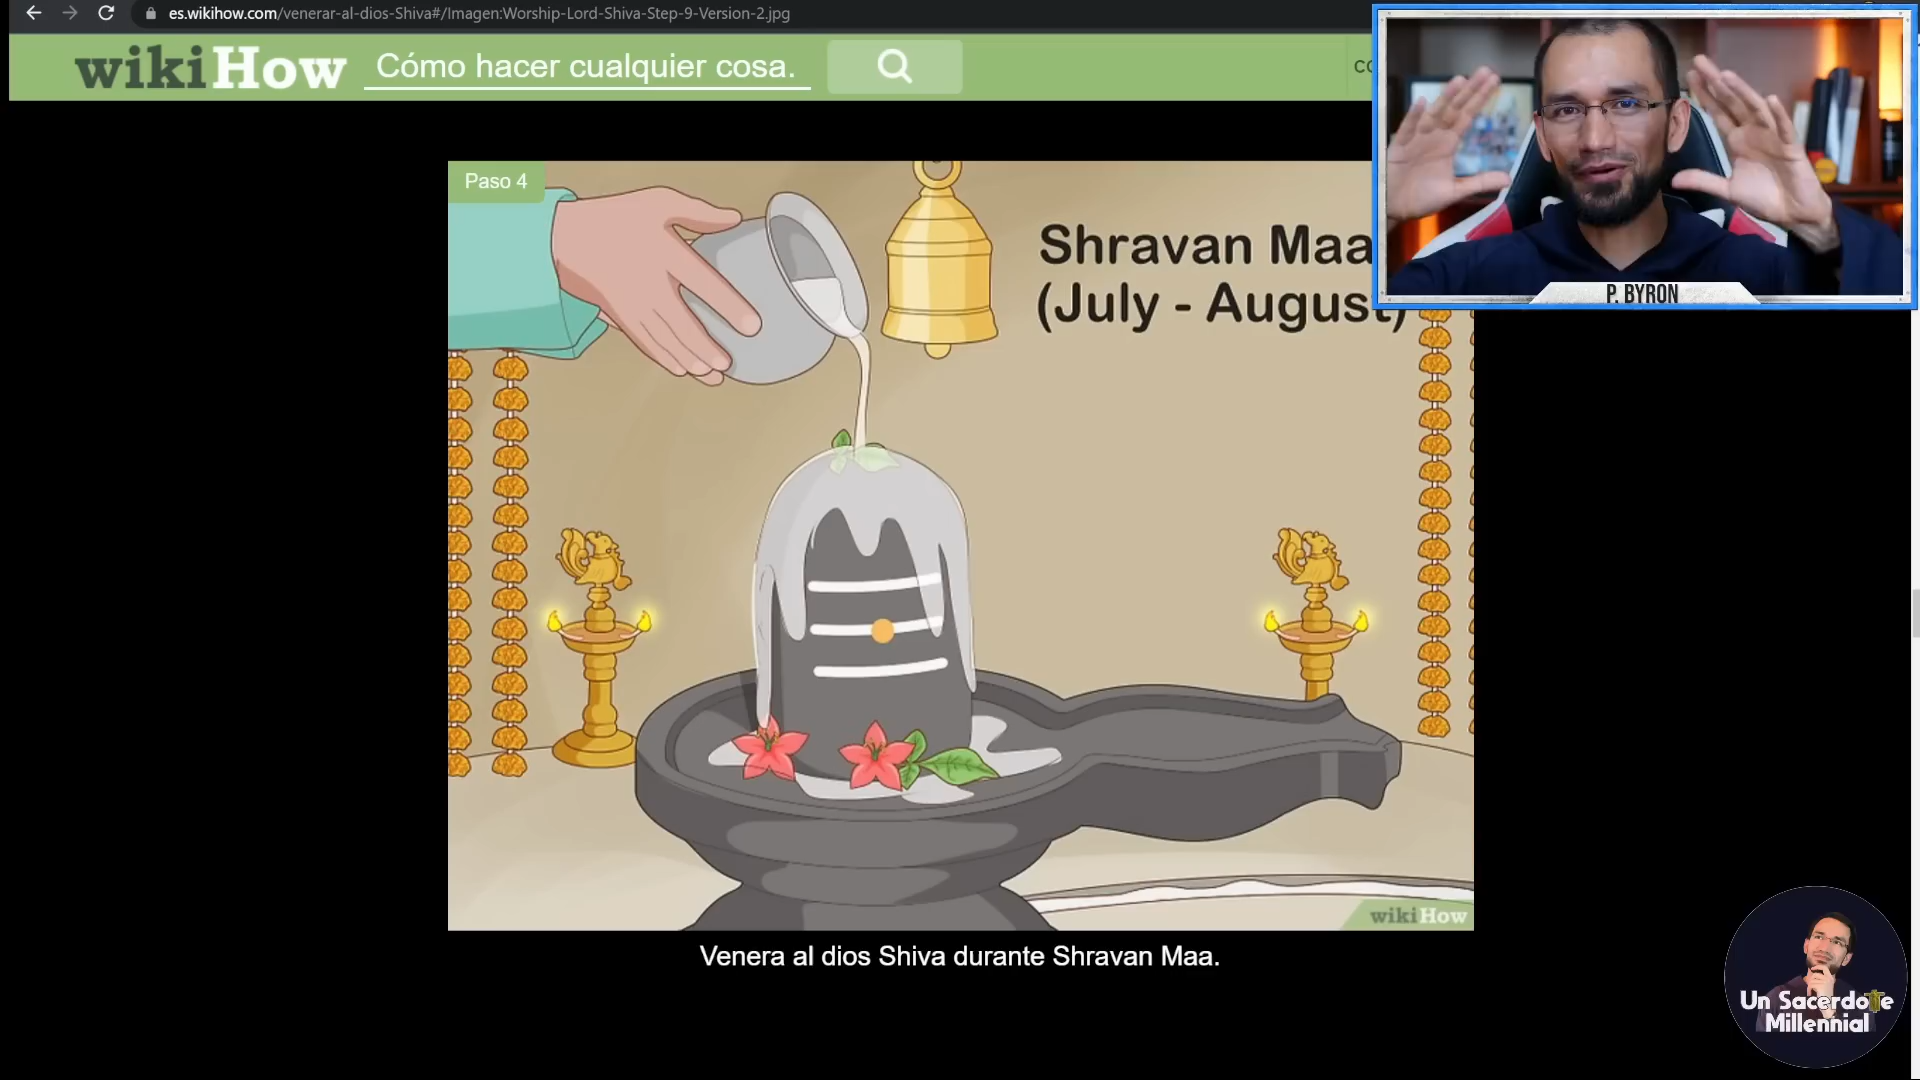 es.wikihow.com/venerar-al-dios-Shiva#/Imagen:Worship-Lord-Shiva-Step-9-Version-2.jpg
wikiHow
Cómo hacer cualquier cosa.
Paso 4
Shravan Maa
(July - August)
P. BYRON
wikiHow
Venera al dios Shiva durante Shravan Maa.
Un Sacerdote
Millennial